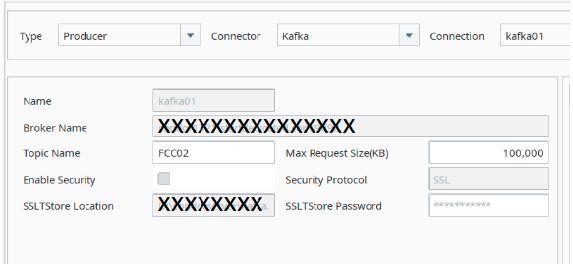 Type Producer Connector Kafka Connection kafka01
Name kafka01
Broker Name XXXXXXXXXXXXXXX
Topic Name FCC02 Max Request Size(KB) 100,000
Enable Security Security Protocol SSL
SSLTStore Location XXXXXXXX SSLTStore Password ***********